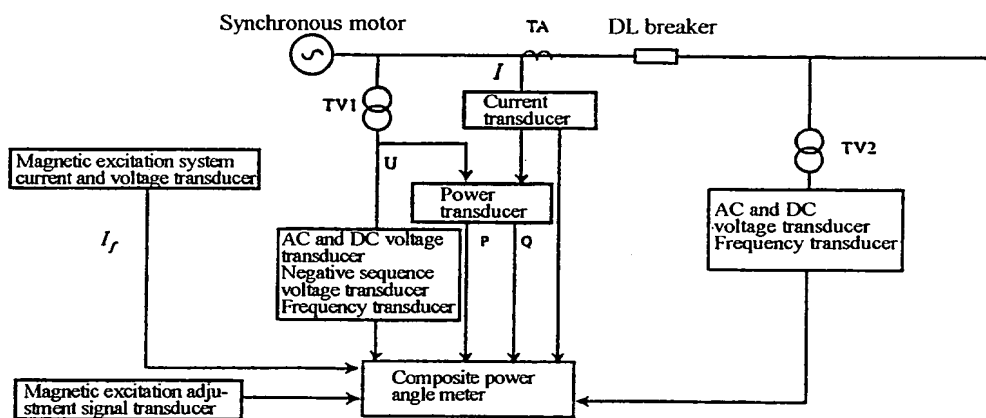 Synchronous motor
TA
DL breaker
I
TV1
Current
transducer
TV2
Magnetic excitation system
current and voltage transducer
U
Power
transducer
AC and DC
voltage transducer
Frequency transducer
I_f
AC and DC voltage
transducer
Negative sequence
voltage transducer
Frequency transducer
P
Q
Composite power
angle meter
Magnetic excitation adju-
stment signal transducer